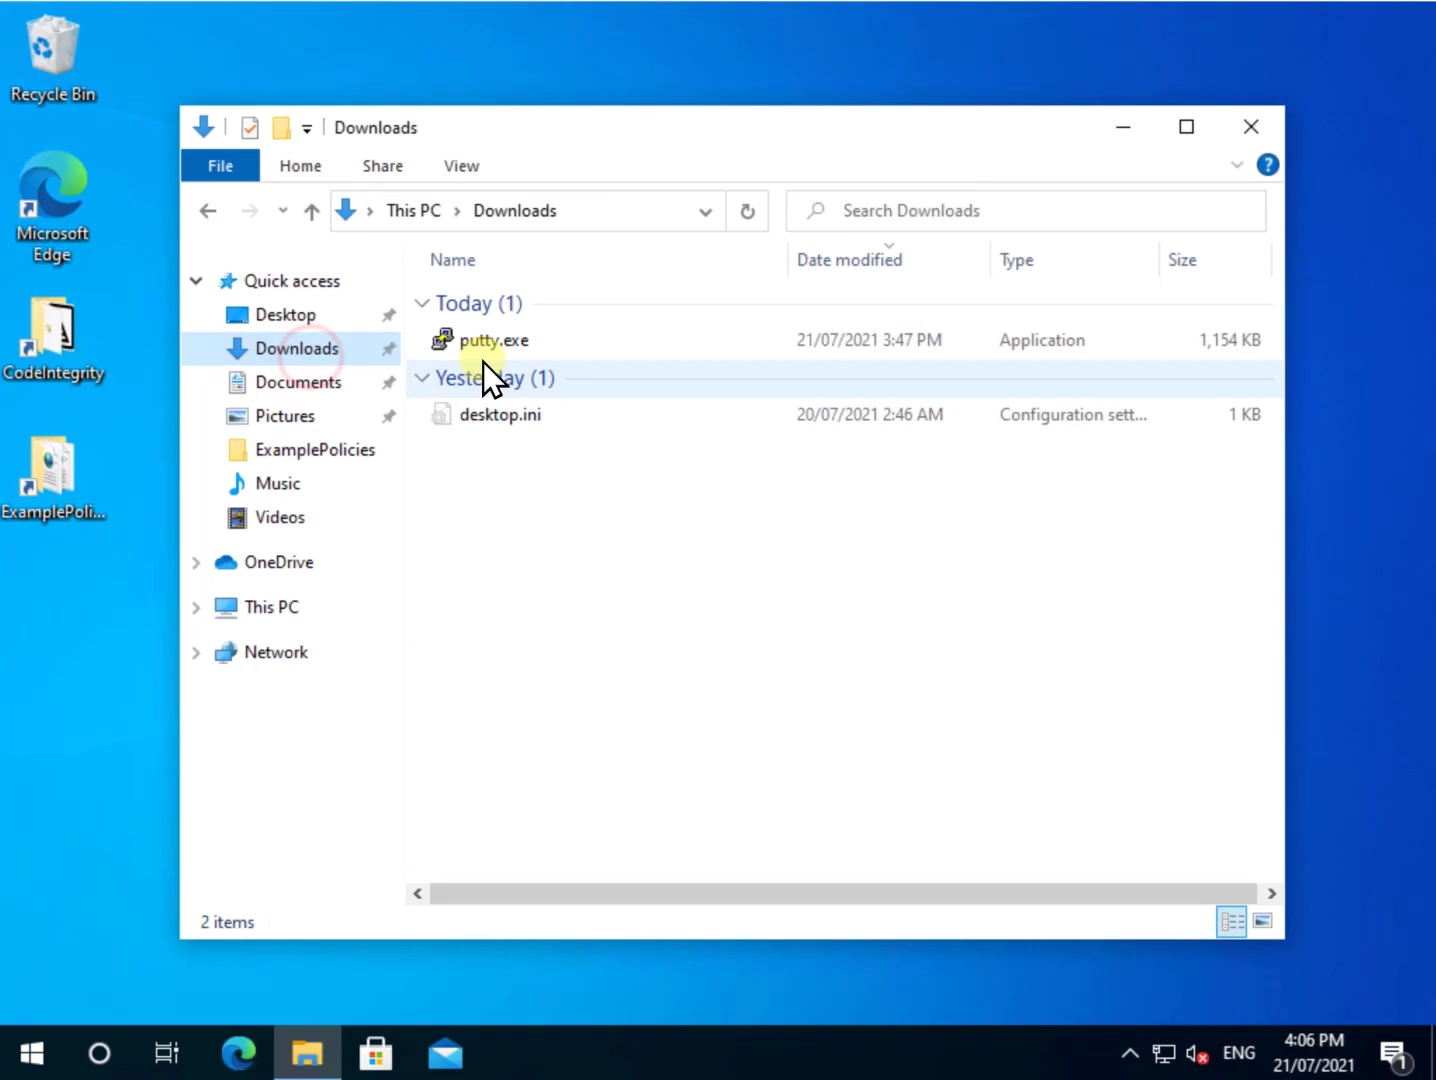 Recycle Bin
Microsoft
Edge
CodeIntegrity
ExamplePoli...
Downloads
File Home Share View
This PC Downloads
Search Downloads
Name Date modified Type Size
Quick access
Desktop
Downloads
Documents
Pictures
ExamplePolicies
Music
Videos
OneDrive
This PC
Network
Today (1)
putty.exe 21/07/2021 3:47 PM Application 1,154 KB
Yesterday (1)
desktop.ini 20/07/2021 2:46 AM Configuration sett... 1 KB
2 items
ENG
4:06 PM
21/07/2021
1